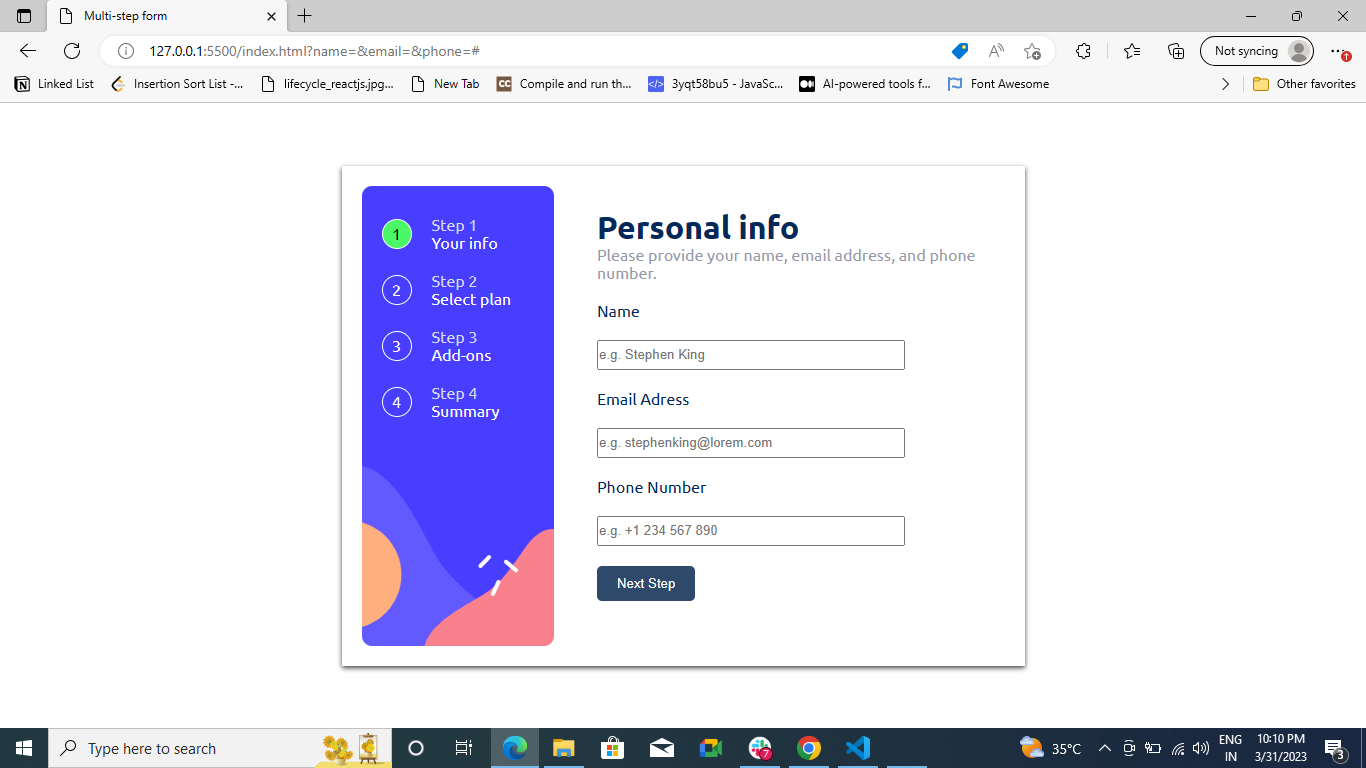 Multi-step form
127.0.0.1:5500/index.html?name=&email=&phone=#
Not syncing
Linked List
Insertion Sort List -...
lifecycle_reactjs.jpg...
New Tab
CC
Compile and run th...
</>
3yqt58bu5 - JavaSc...
AI-powered tools f...
Font Awesome
Other favorites
1
Step 1
Your info
2
Step 2
Select plan
3
Step 3
Add-ons
4
Step 4
Summary
Personal info
Please provide your name, email address, and phone
number.
Name
e.g. Stephen King
Email Adress
e.g. stephenking@lorem.com
Phone Number
e.g. +1 234 567 890
Next Step
Type here to search
7
35°C
ENG
IN
10:10 PM
3/31/2023
3